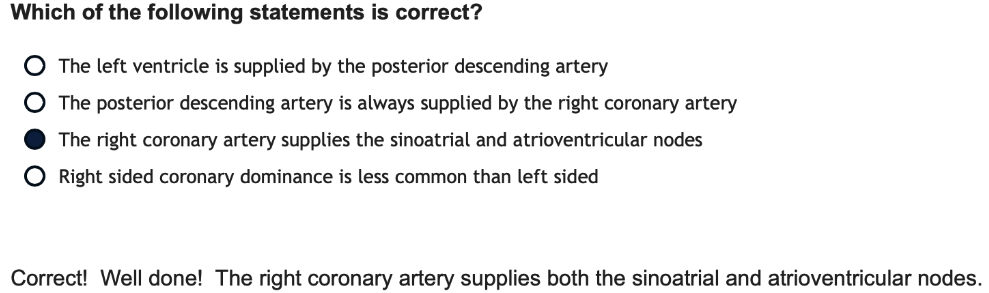 Which of the following statements is correct?
The left ventricle is supplied by the posterior descending artery
The posterior descending artery is always supplied by the right coronary artery
The right coronary artery supplies the sinoatrial and atrioventricular nodes
Right sided coronary dominance is less common than left sided
Correct!  Well done!  The right coronary artery supplies both the sinoatrial and atrioventricular nodes.